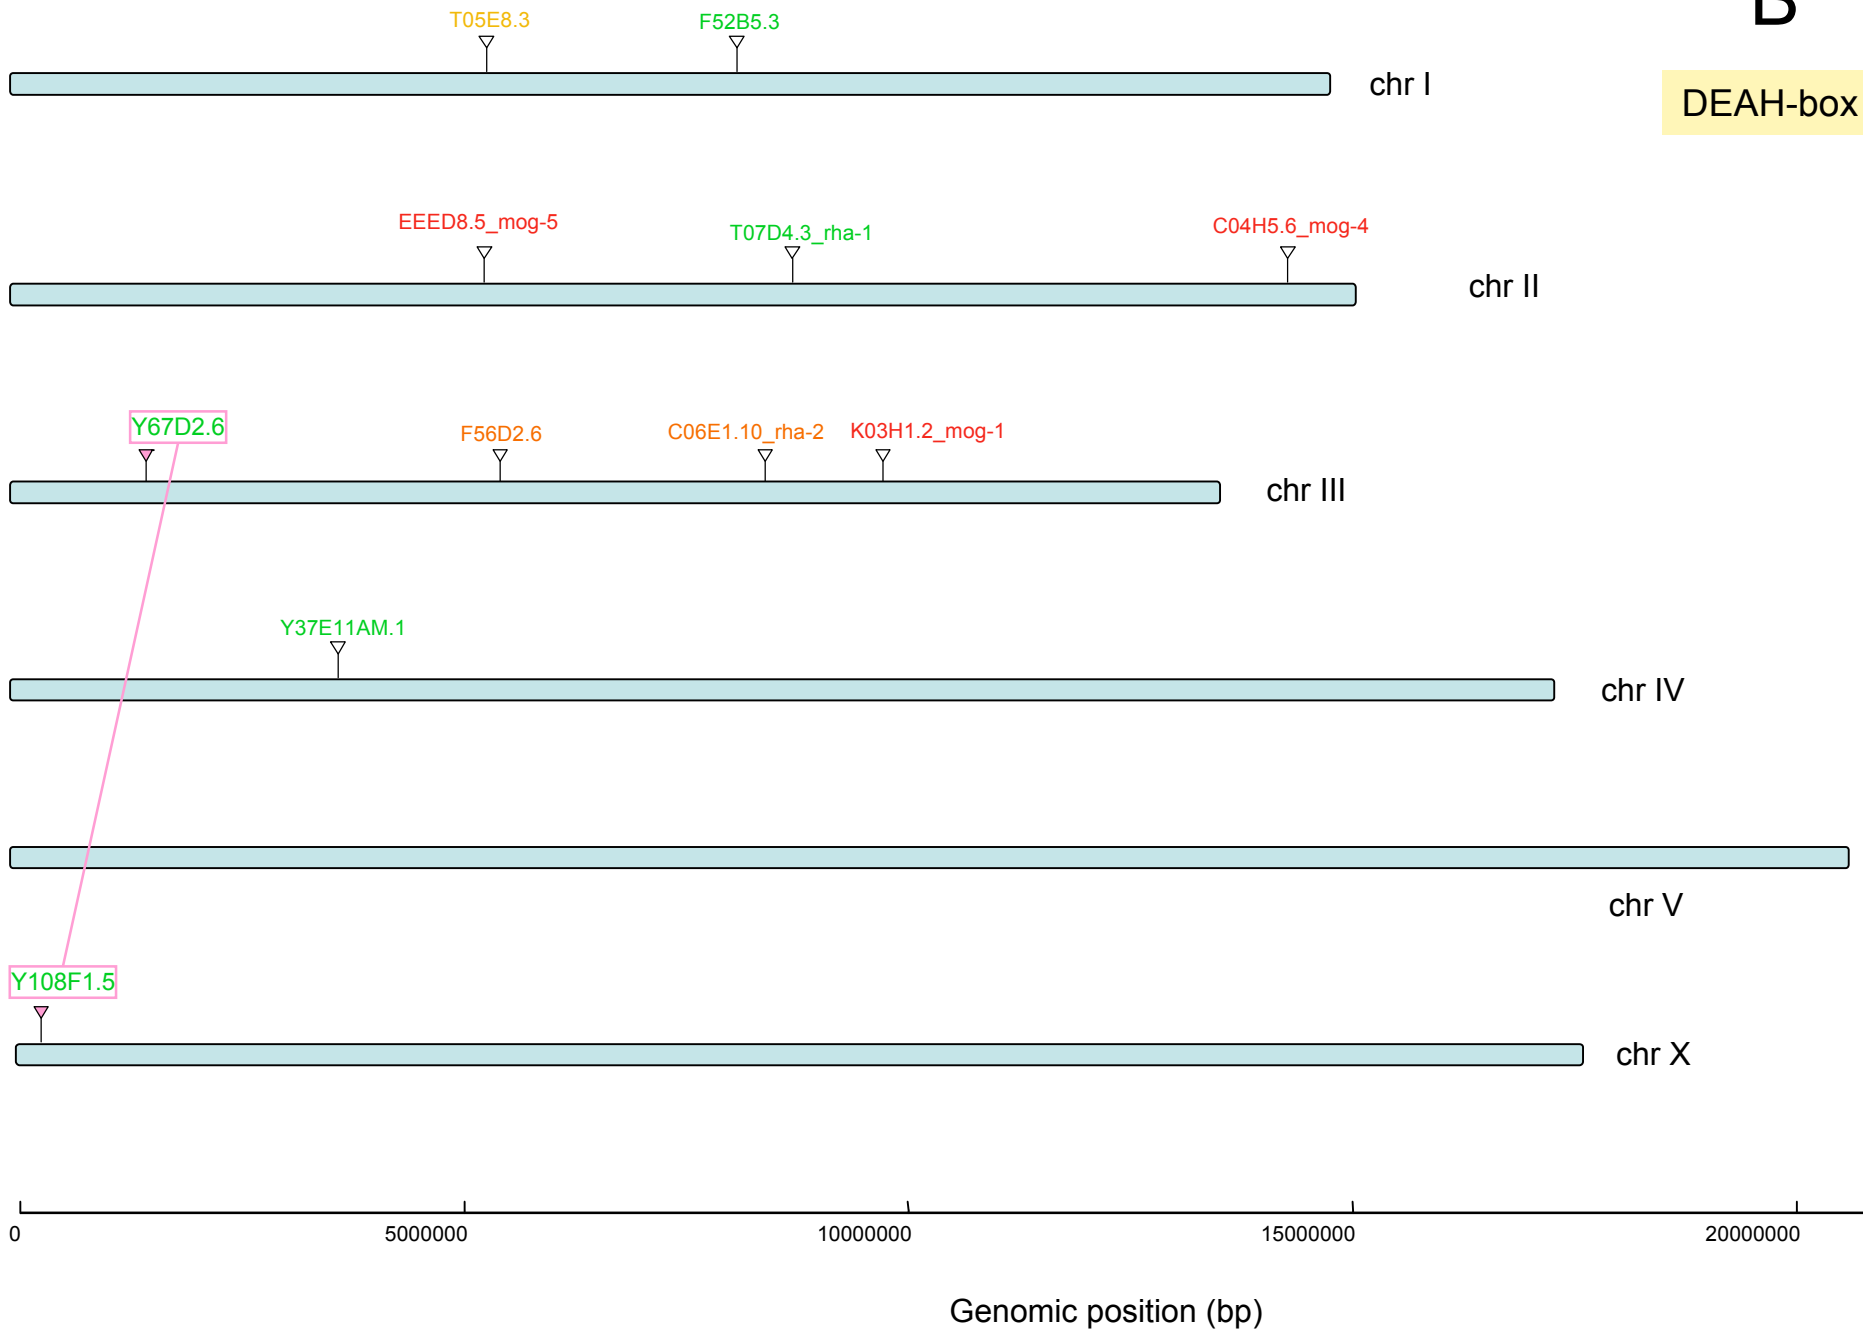 B
T05E8.3
F52B5.3
chr I
DEAH-box
EEED8.5_mog-5
T07D4.3_rha-1
C04H5.6_mog-4
chr II
Y67D2.6
F56D2.6
C06E1.10_rha-2
K03H1.2_mog-1
chr III
Y37E11AM.1
chr IV
chr V
Y108F1.5
chr X
0
5000000
10000000
15000000
20000000
Genomic position (bp)